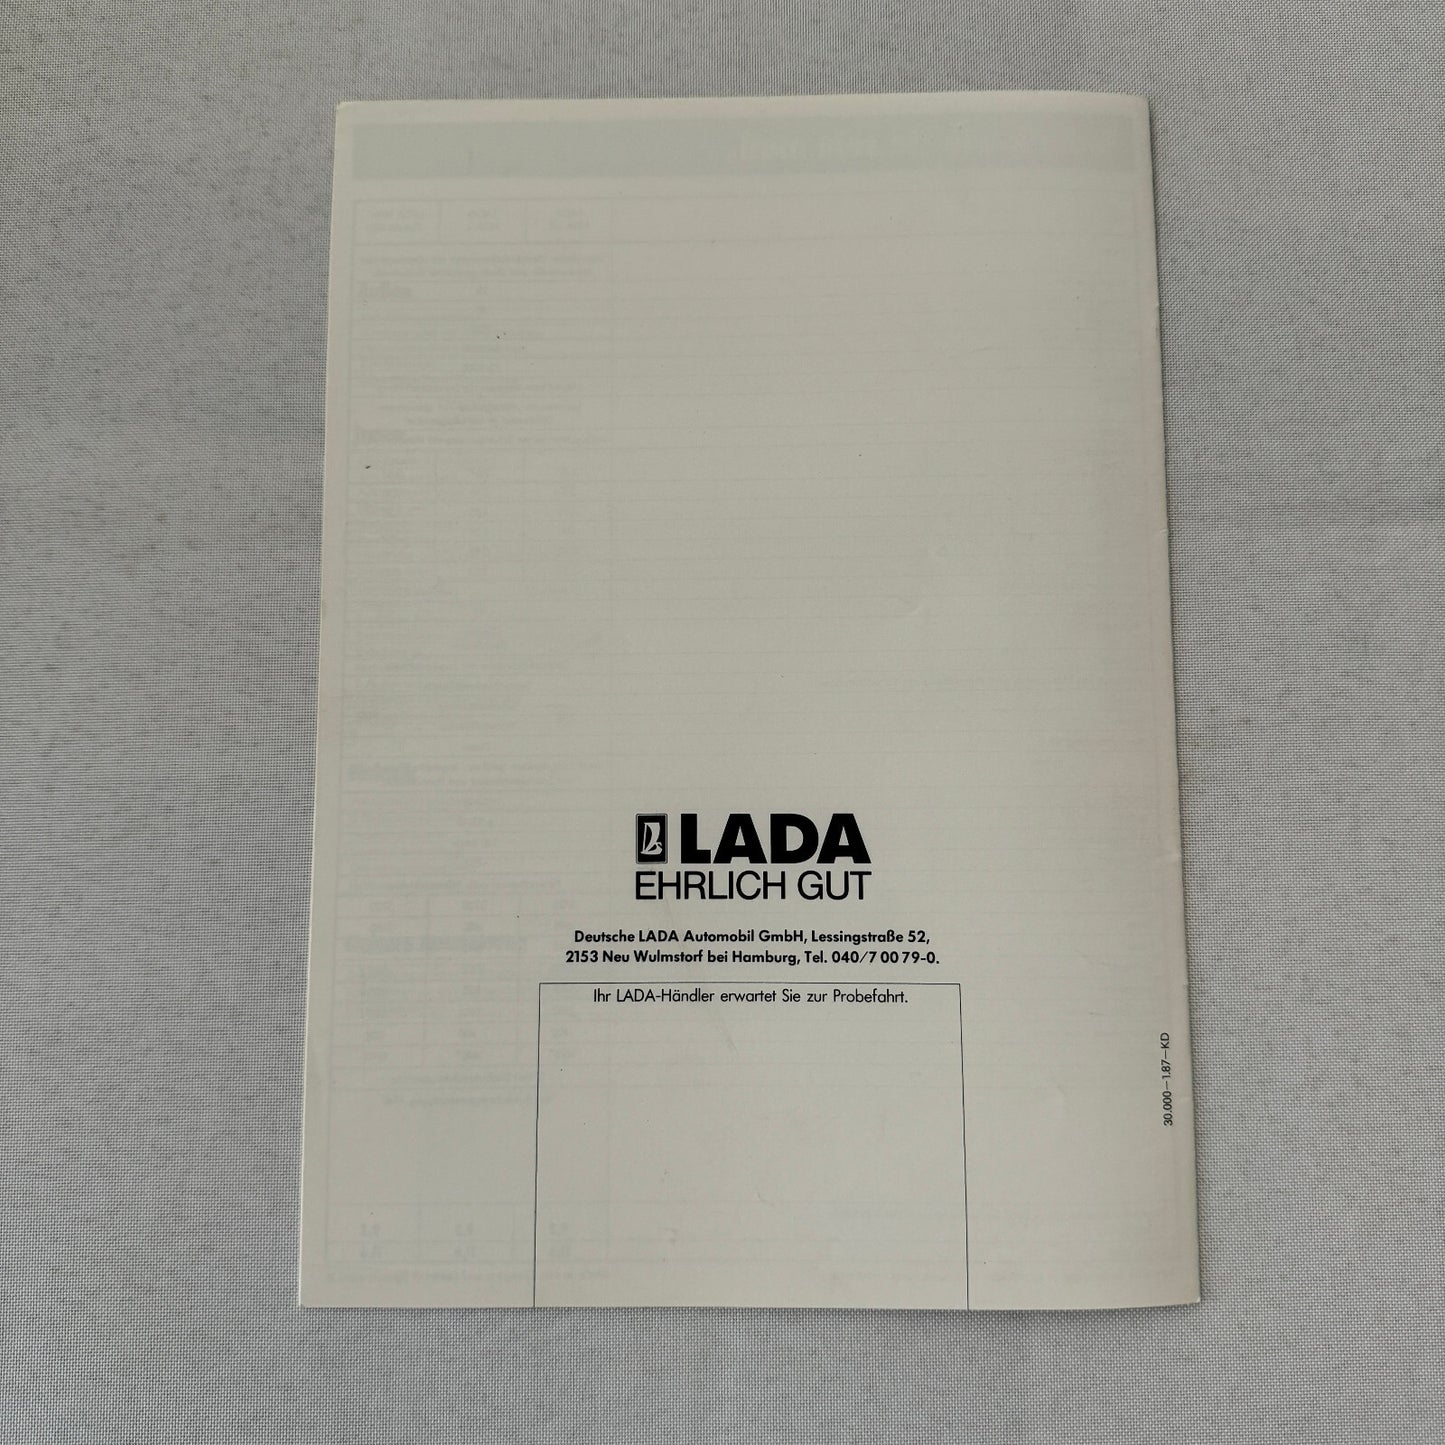 LADA
EHRLICH GUT
Deutsche LADA Automobil GmbH, Lessingstraße 52,
2153 Neu Wulmstorf bei Hamburg, Tel. 040/7 00 79-0.
Ihr LADA-Händler erwartet Sie zur Probefahrt.
30.000—1.87—KD